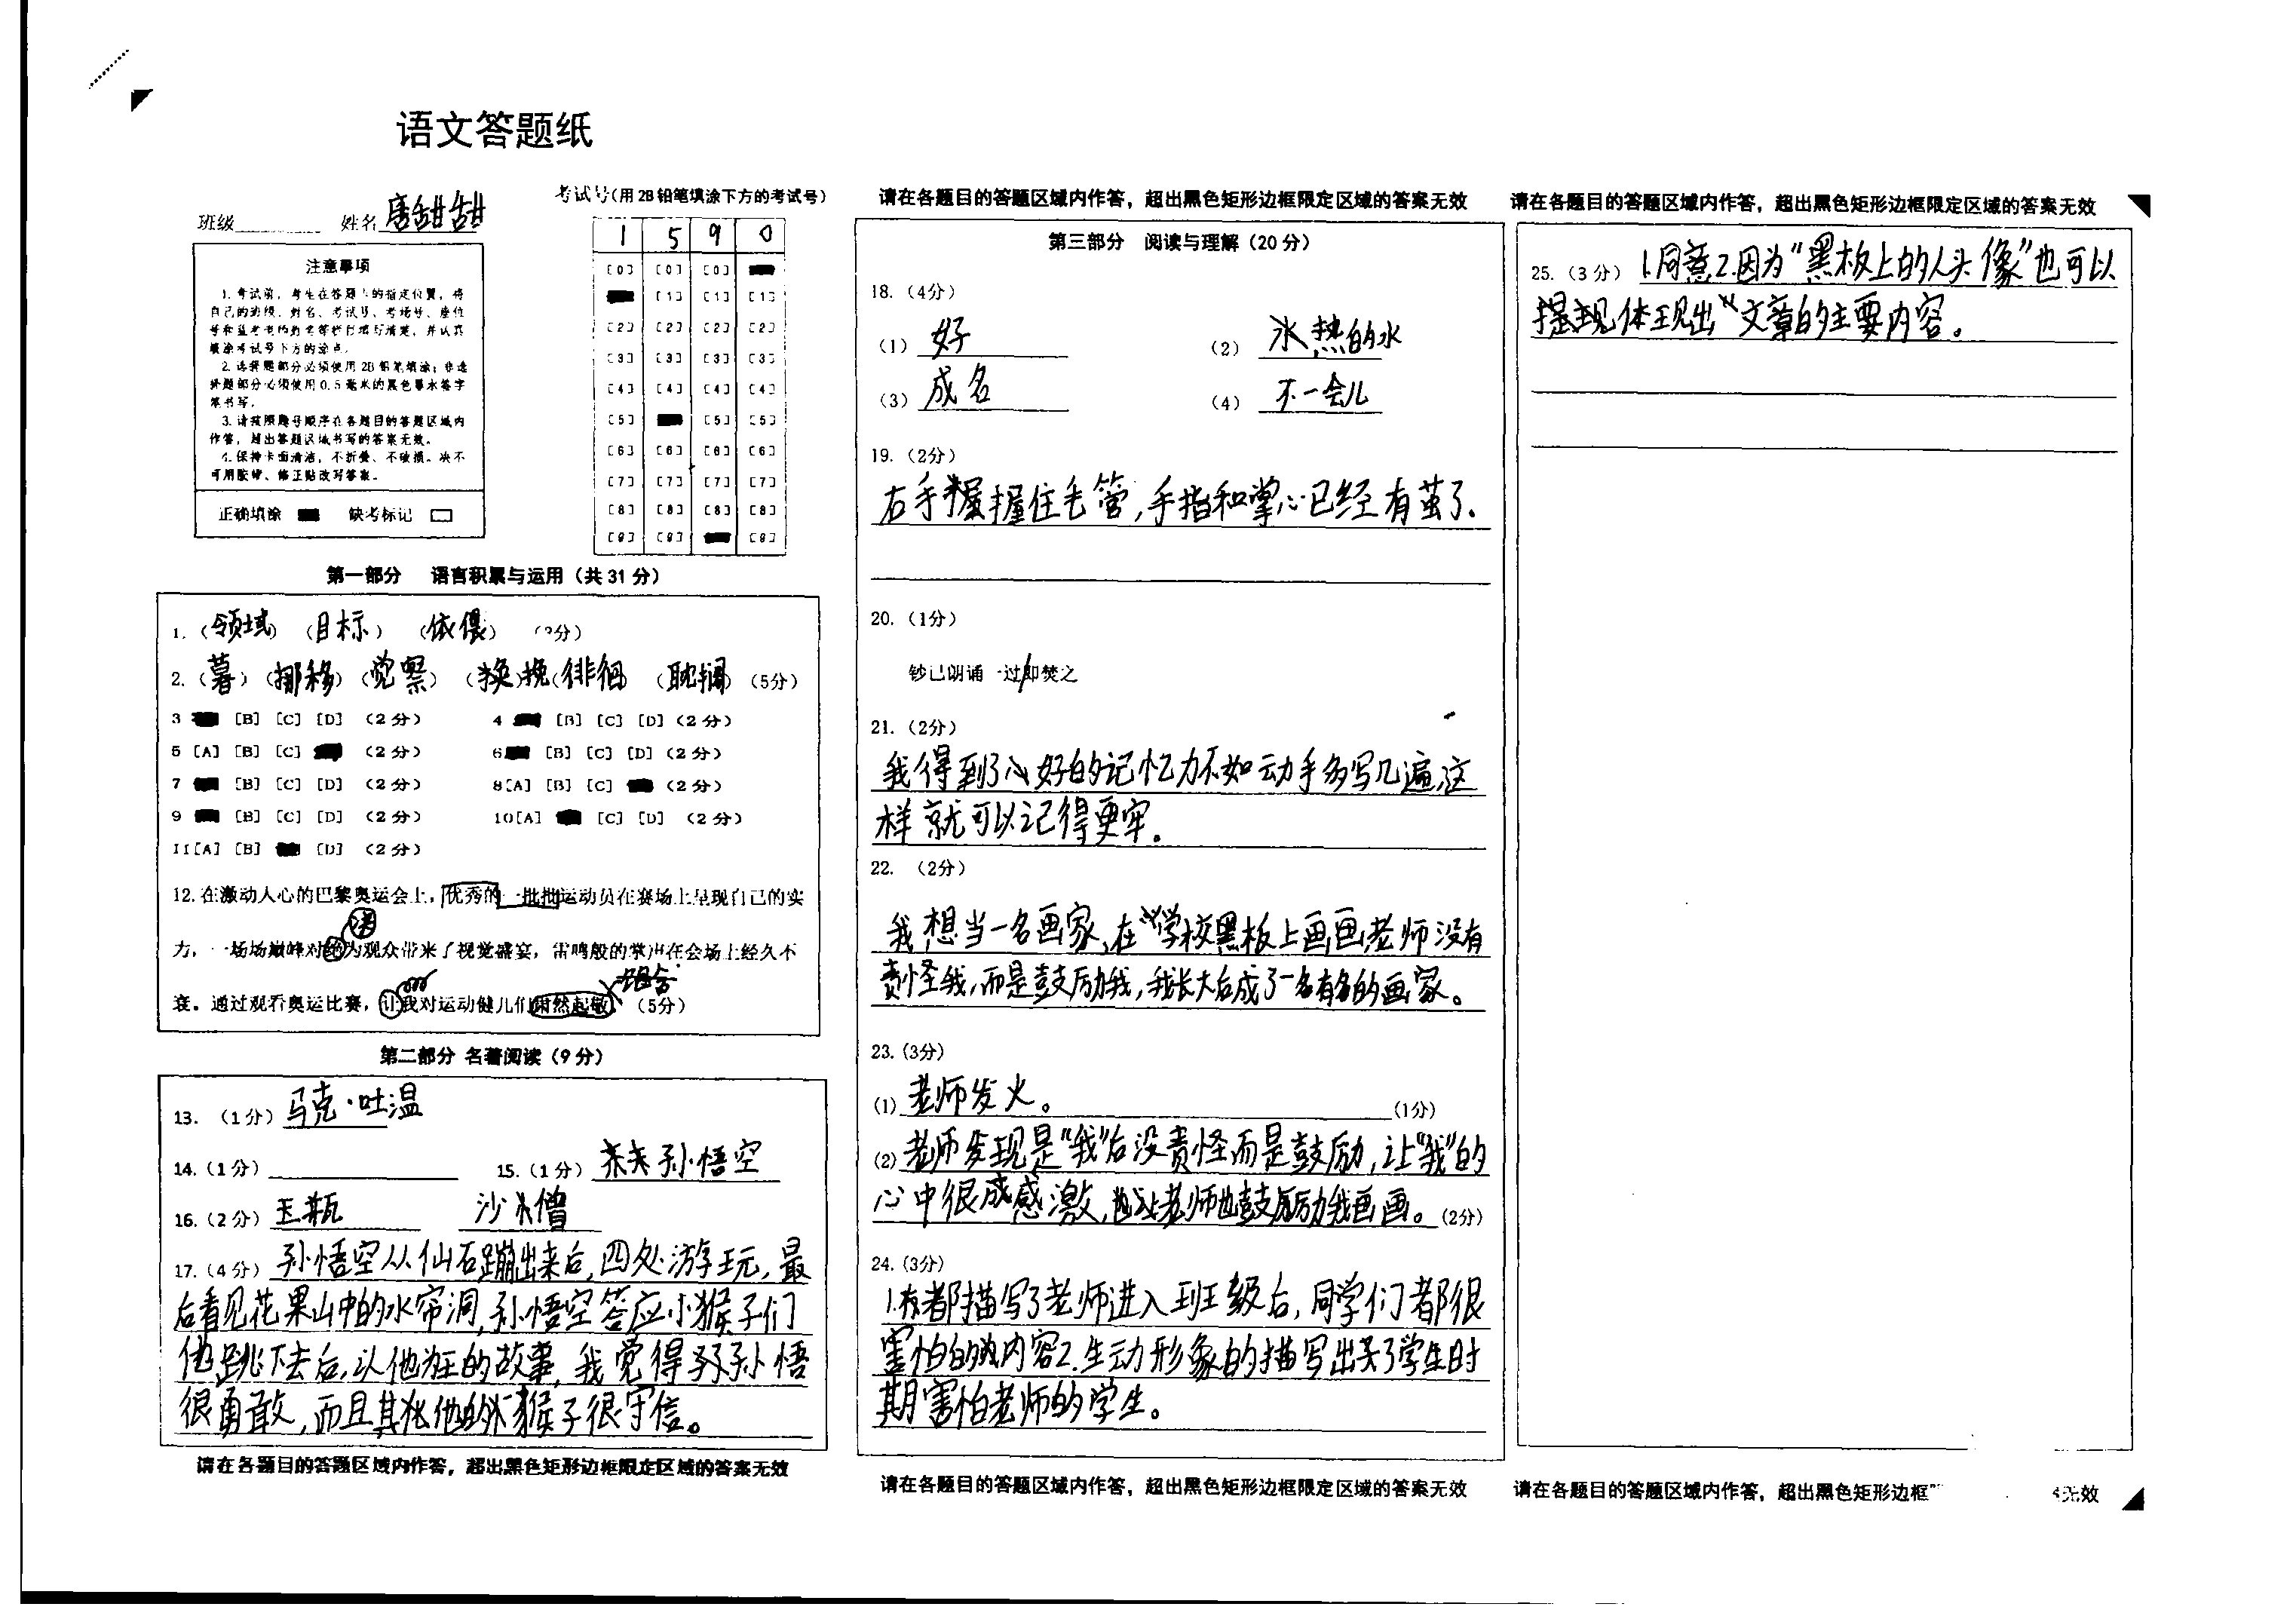 语文答题纸
班级 姓名 唐甜甜
考试号(用2B铅笔填涂下方的考试号)
1 5 9 0
注意事项
1. 考试前，考生在答题卡的指定位置，将
自己的班级、姓名、考试号、考场号、座位
号和监考老师姓名等栏目填写清楚，并认真
填涂考试号下方的涂点。
2. 选择题部分必须使用2B铅笔填涂；非选
择题部分必须使用0.5毫米的黑色墨水签字
笔书写。
3. 请按照题号顺序在各题目的答题区域内
作答，超出答题区域书写的答案无效。
4. 保持卡面清洁，不折叠、不破损。决不
可用胶带、修正贴改写答案。
正确填涂 缺考标记
[0] [0] [0]
[1] [1] [1]
[2] [2] [2] [2]
[3] [3] [3] [3]
[4] [4] [4] [4]
[5] [5] [5]
[6] [6] [6] [6]
[7] [7] [7] [7]
[8] [8] [8] [8]
[9] [9] [9]
第一部分 语言积累与运用（共31分）
1.（领域）（目标）（依偎）
2.（暮）（挪移）（觉察）（换挽（徘徊）（耽搁）（5分）
3 [B] [C] [D] （2分） 4 [B] [C] [D]（2分）
5 [A] [B] [C] （2分） 6 [B] [C] [D]（2分）
7 [B] [C] [D] （2分） 8[A] [B] [C] （2分）
9 [B] [C] [D] （2分） 10[A] [C] [D] （2分）
11[A] [B] [D] （2分）
12. 在激动人心的巴黎奥运会上，优秀的一批批运动员在赛场上呈现自己的实
力，一场场巅峰对为观众带来了视觉盛宴，雷鸣般的掌声在会场上经久不
衰。通过观看奥运比赛，让我对运动健儿们肃然起敬（5分）
第二部分 名著阅读（9分）
13. （1分）马克·吐温
14.（1分） 15.（1分） 孙悟空
16.（2分）玉瓶 沙僧
17.（4分）孙悟空从仙石蹦出来后,四处游玩,最
后看见花果山中的水帘洞,孙悟空答应小猴子们
他跳下去后,以他为王的故事,我觉得孙悟
很勇敢,而且其他的猴子很守信。
请在各题目的答题区域内作答，超出黑色矩形边框限定区域的答案无效
请在各题目的答题区域内作答，超出黑色矩形边框限定区域的答案无效
第三部分 阅读与理解（20分）
18.（4分）
（1）好 （2）热的水
（3）成名 （4）不一会儿
19.（2分）
右手握住毛管,手指和掌心已经有茧了.
20.（1分）
钞已朗诵一过/即焚之
21.（2分）
我得到了好的记忆力不如动手多写几遍,这
样就可以记得更牢。
22. （2分）
我想当一名画家,在学校黑板上画画,老师没有
责怪我,而是鼓励我,我长大后成了一名有名的画家。
23.(3分)
(1)老师发火。(1分)
(2)老师发现是“我”后没责怪而是鼓励,让“我”的
心中很感激,老师也鼓励我画画。(2分)
24.(3分)
1.都描写了老师进入班级后,同学们都很
害怕的内容2.生动形象的描写出了学生时
期害怕老师的学生。
请在各题目的答题区域内作答，超出黑色矩形边框限定区域的答案无效
请在各题目的答题区域内作答，超出黑色矩形边框限定区域的答案无效
25.（3分）1.同意2.因为“黑板上的人头像”也可以
体现出文章的主要内容。
请在各题目的答题区域内作答，超出黑色矩形边框 无效